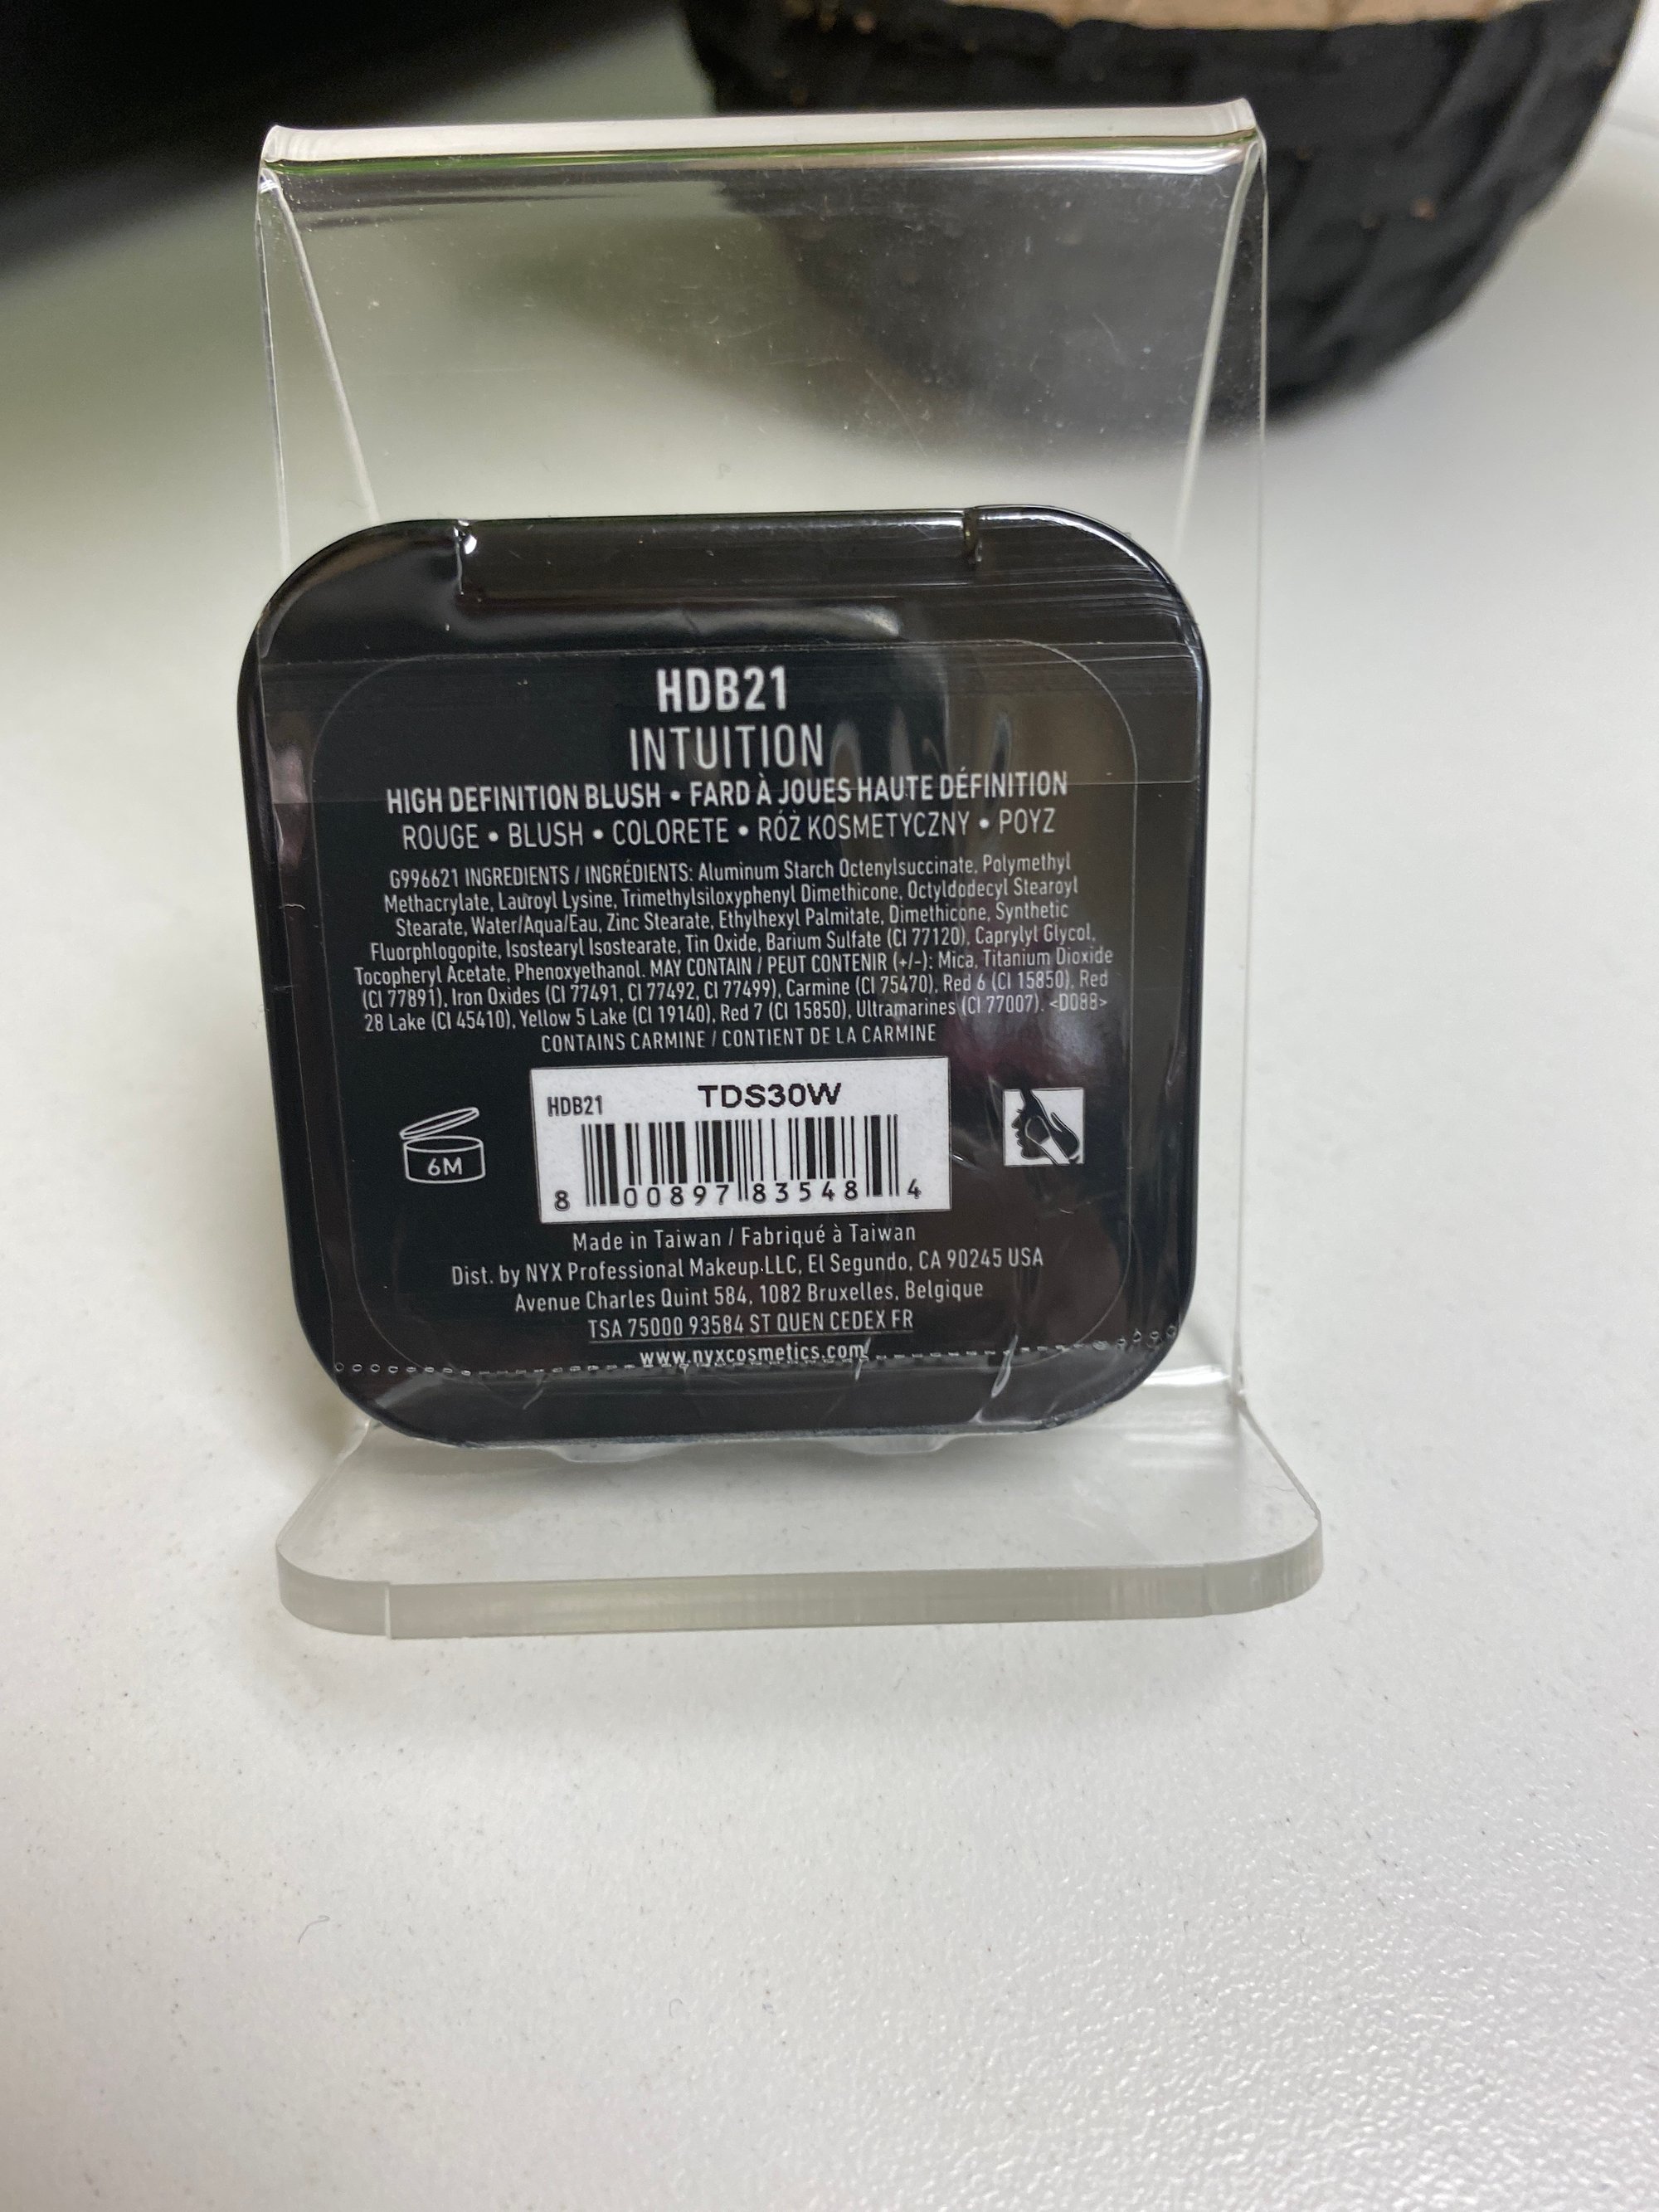 HDB21
INTUITION
HIGH DEFINITION BLUSH • FARD À JOUES HAUTE DÉFINITION
ROUGE • BLUSH • COLORETE • RÓŻ KOSMETYCZNY • POYZ
G996621 INGREDIENTS / INGRÉDIENTS: Aluminum Starch Octenylsuccinate, Polymethyl
Methacrylate, Lauroyl Lysine, Trimethylsiloxyphenyl Dimethicone, Octyldodecyl Stearoyl
Stearate, Water/Aqua/Eau, Zinc Stearate, Ethylhexyl Palmitate, Dimethicone, Synthetic
Fluorphlogopite, Isostearyl Isostearate, Tin Oxide, Barium Sulfate (CI 77120), Caprylyl Glycol,
Tocopheryl Acetate, Phenoxyethanol. MAY CONTAIN / PEUT CONTENIR (+/-): Mica, Titanium Dioxide
(CI 77891), Iron Oxides (CI 77491, CI 77492, CI 77499), Carmine (CI 75470), Red 6 (CI 15850), Red
28 Lake (CI 45410), Yellow 5 Lake (CI 19140), Red 7 (CI 15850), Ultramarines (CI 77007). <DD88>
CONTAINS CARMINE / CONTIENT DE LA CARMINE
HDB21 TDS30W
6M
8 00897 83548 4
Made in Taiwan / Fabriqué à Taiwan
Dist. by NYX Professional Makeup LLC, El Segundo, CA 90245 USA
Avenue Charles Quint 584, 1082 Bruxelles, Belgique
TSA 75000 93584 ST QUEN CEDEX FR
www.nyxcosmetics.com